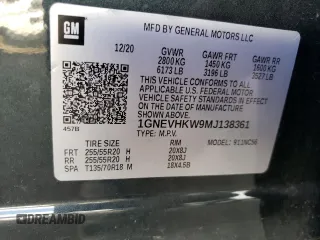 GM
MFD BY GENERAL MOTORS LLC
12/20 GVWR GAWR FRT GAWR RR
2800 KG 1450 KG 1600 KG
6173 LB 3196 LB 3527 LB
THIS VEHICLE CONFORMS TO ALL
APPLICABLE U.S. FEDERAL MOTOR VEHICLE
SAFETY STANDARDS IN EFFECT ON THE
DATE OF MANUFACTURE SHOWN ABOVE.
1GNEVHKW9MJ138361
457B TYPE: M.P.V. MODEL:
TIRE SIZE RIM
FRT 255/55R20 H 20X8J
RR 255/55R20 H 20X8J
SPA T135/70R18 M 18X4.5B